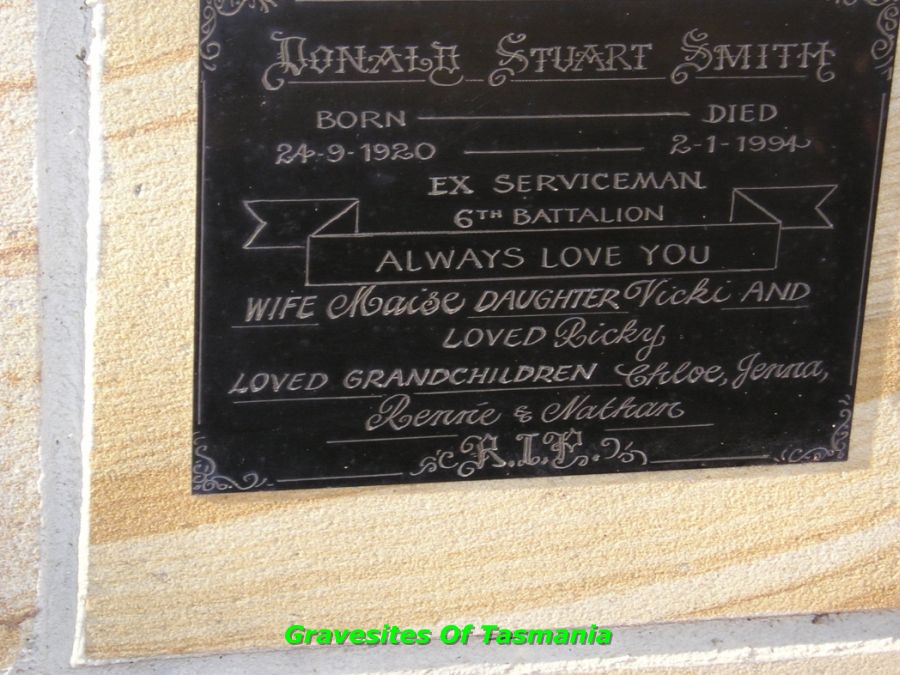 DONALD STUART SMITH
BORN DIED
24-9-1920 2-1-1994
EX SERVICEMAN
6TH BATTALION
ALWAYS LOVE YOU
WIFE Maise DAUGHTER Vicki AND
LOVED Ricky
LOVED GRANDCHILDREN Chloe, Jenna,
Rennie & Nathan
R.I.P.
Gravesites Of Tasmania